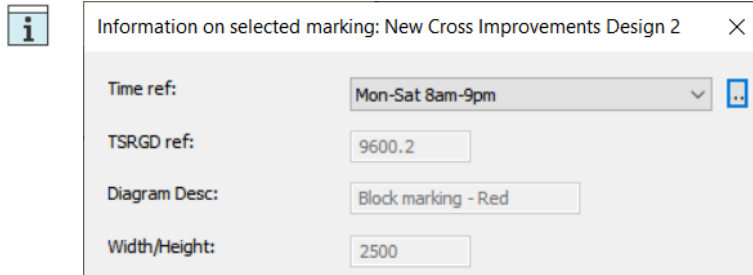 i
Information on selected marking: New Cross Improvements Design 2
Time ref: Mon-Sat 8am-9pm ..
TSRGD ref: 9600.2
Diagram Desc: Block marking - Red
Width/Height: 2500